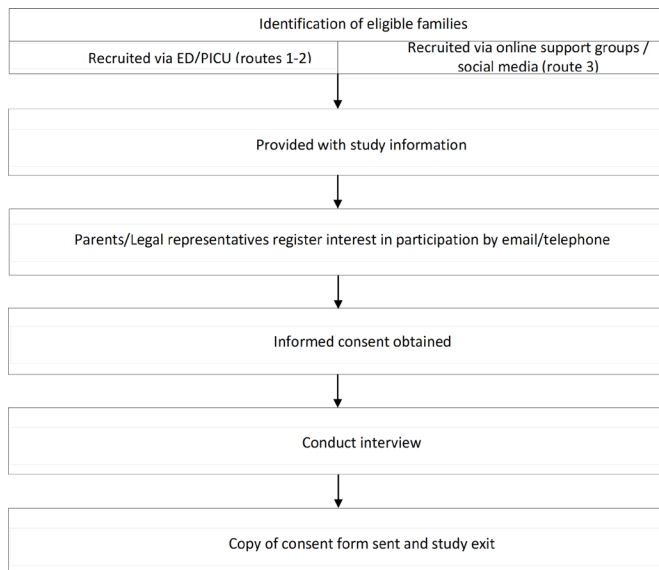 Identification of eligible families
Recruited via ED/PICU (routes 1-2)
Recruited via online support groups /
social media (route 3)
Provided with study information
Parents/Legal representatives register interest in participation by email/telephone
Informed consent obtained
Conduct interview
Copy of consent form sent and study exit